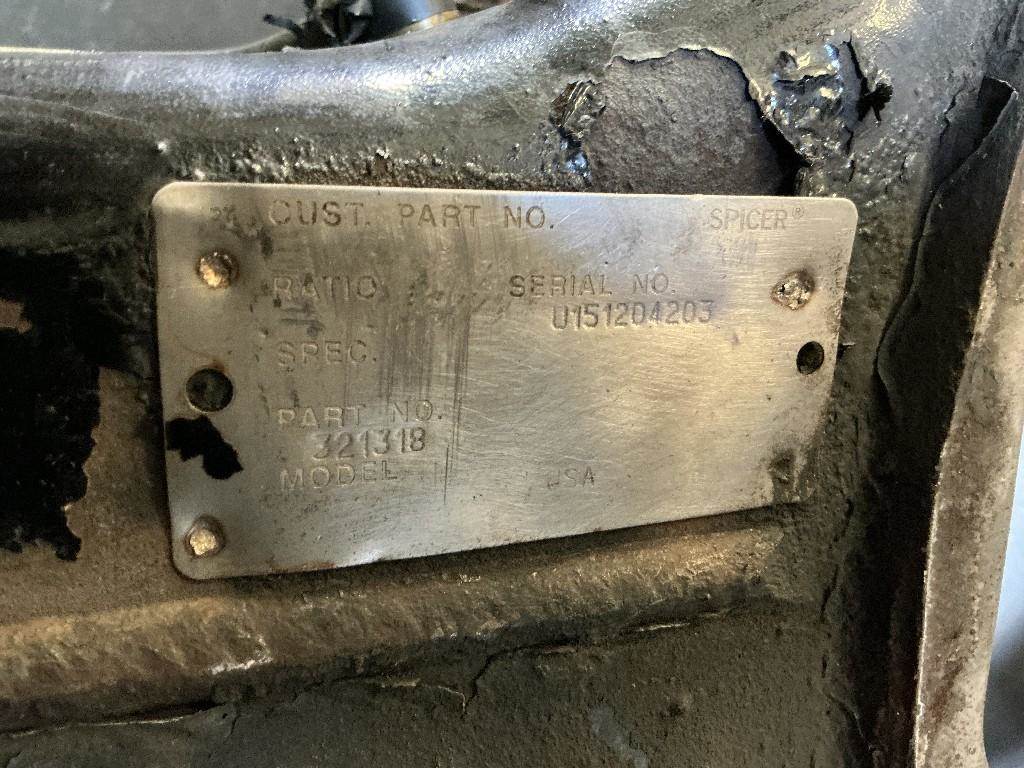 CUST. PART NO. SPICER®
RATIO SERIAL NO.
U151204203
SPEC.
PART NO.
321318
MODEL USA